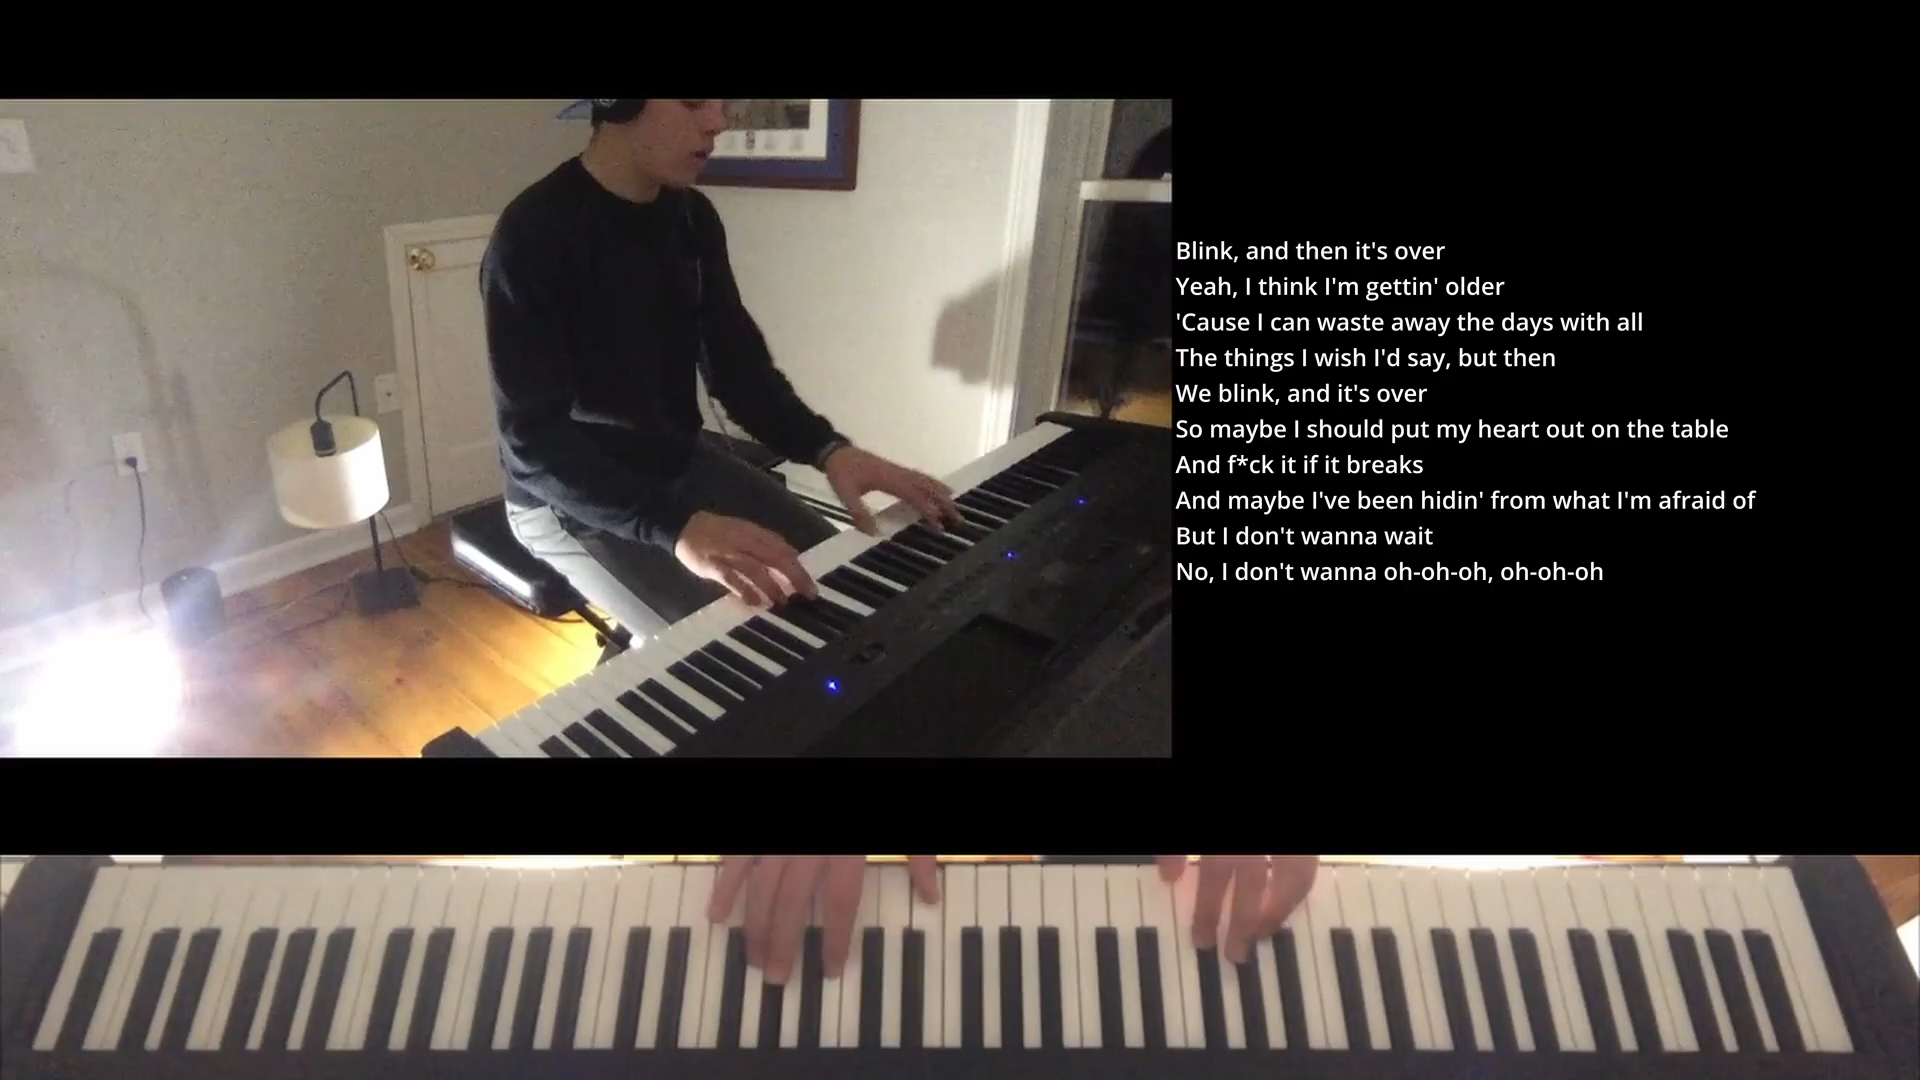 Blink, and then it's over
Yeah, I think I'm gettin' older
'Cause I can waste away the days with all
The things I wish I'd say, but then
We blink, and it's over
So maybe I should put my heart out on the table
And f*ck it if it breaks
And maybe I've been hidin' from what I'm afraid of
But I don't wanna wait
No, I don't wanna oh-oh-oh, oh-oh-oh